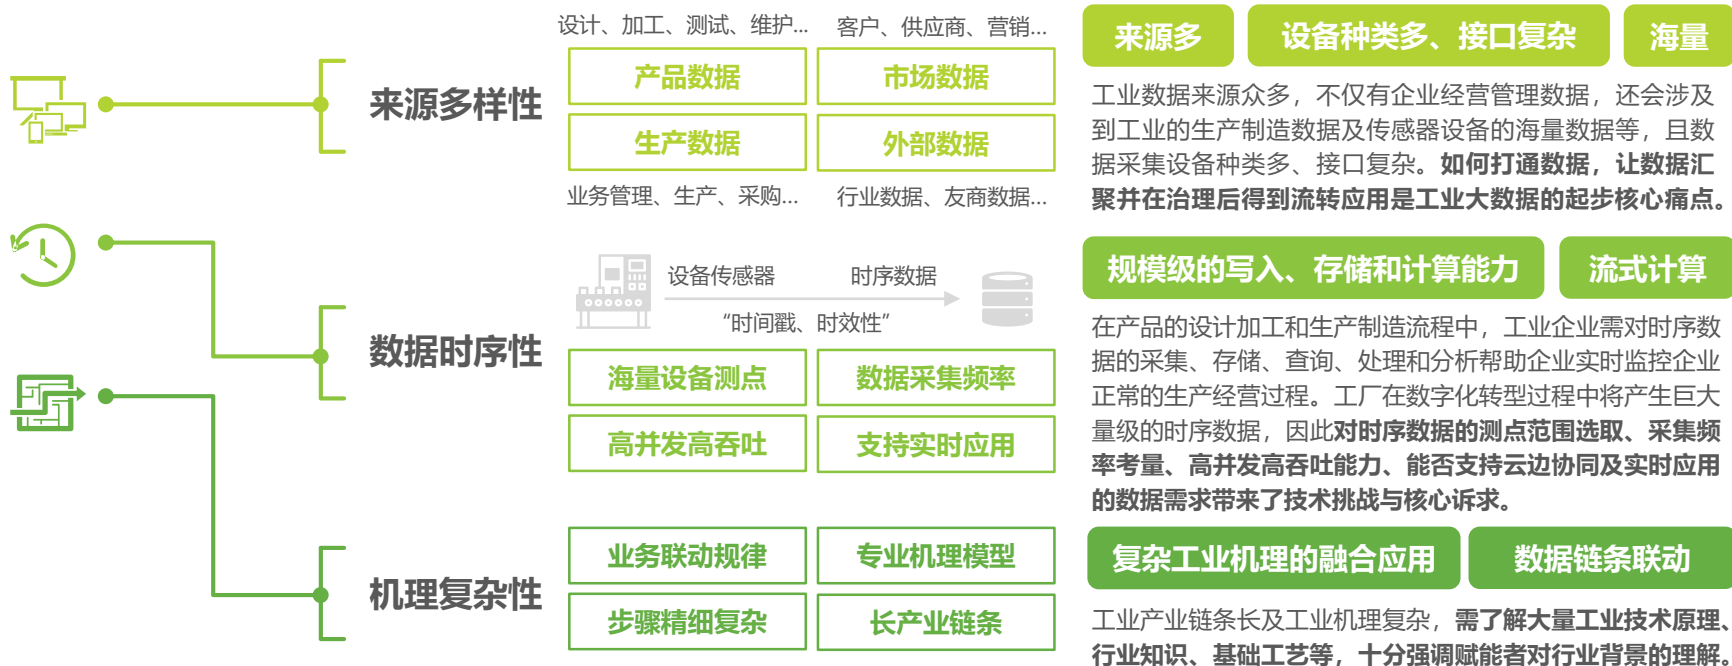 设计、加工、测试、维护...
客户、供应商、营销...
来源多样性
产品数据
市场数据
生产数据
外部数据
业务管理、生产、采购...
行业数据、友商数据...
来源多
设备种类多、接口复杂
海量
工业数据来源众多，不仅有企业经营管理数据，还会涉及
到工业的生产制造数据及传感器设备的海量数据等，且数
据采集设备种类多、接口复杂。如何打通数据，让数据汇
聚并在治理后得到流转应用是工业大数据的起步核心痛点。
数据时序性
设备传感器
时序数据
“时间戳、时效性”
海量设备测点
数据采集频率
高并发高吞吐
支持实时应用
规模级的写入、存储和计算能力
流式计算
在产品的设计加工和生产制造流程中，工业企业需对时序数
据的采集、存储、查询、处理和分析帮助企业实时监控企业
正常的生产经营过程。工厂在数字化转型过程中将产生巨大
量级的时序数据，因此对时序数据的测点范围选取、采集频
率考量、高并发高吞吐能力、能否支持云边协同及实时应用
的数据需求带来了技术挑战与核心诉求。
机理复杂性
业务联动规律
专业机理模型
步骤精细复杂
长产业链条
复杂工业机理的融合应用
数据链条联动
工业产业链条长及工业机理复杂，需了解大量工业技术原理、
行业知识、基础工艺等，十分强调赋能者对行业背景的理解。